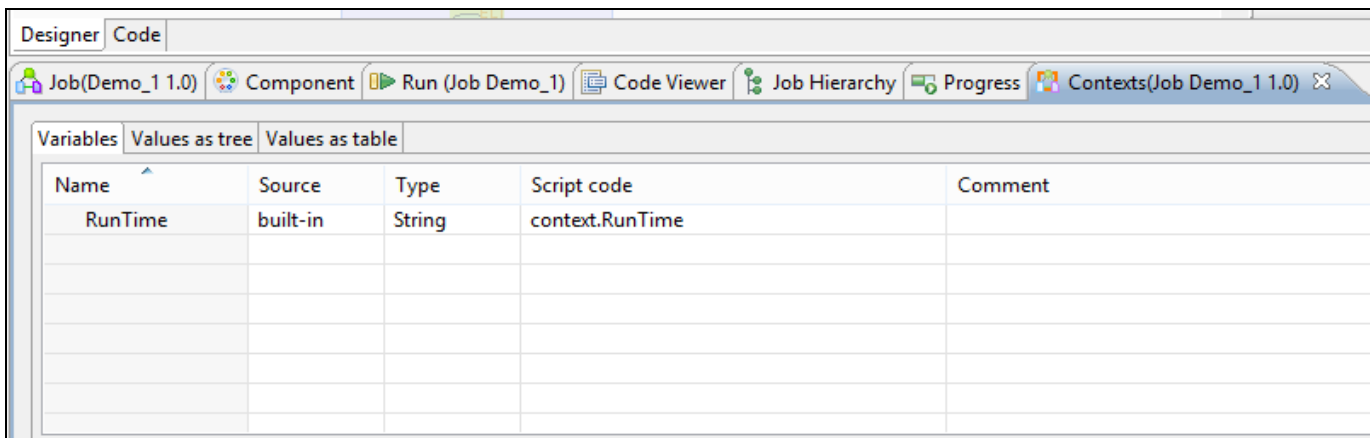 Designer Code
Job(Demo_1 1.0) Component Run (Job Demo_1) Code Viewer Job Hierarchy Progress Contexts(Job Demo_1 1.0)
Variables Values as tree Values as table
Name Source Type Script code Comment
RunTime built-in String context.RunTime